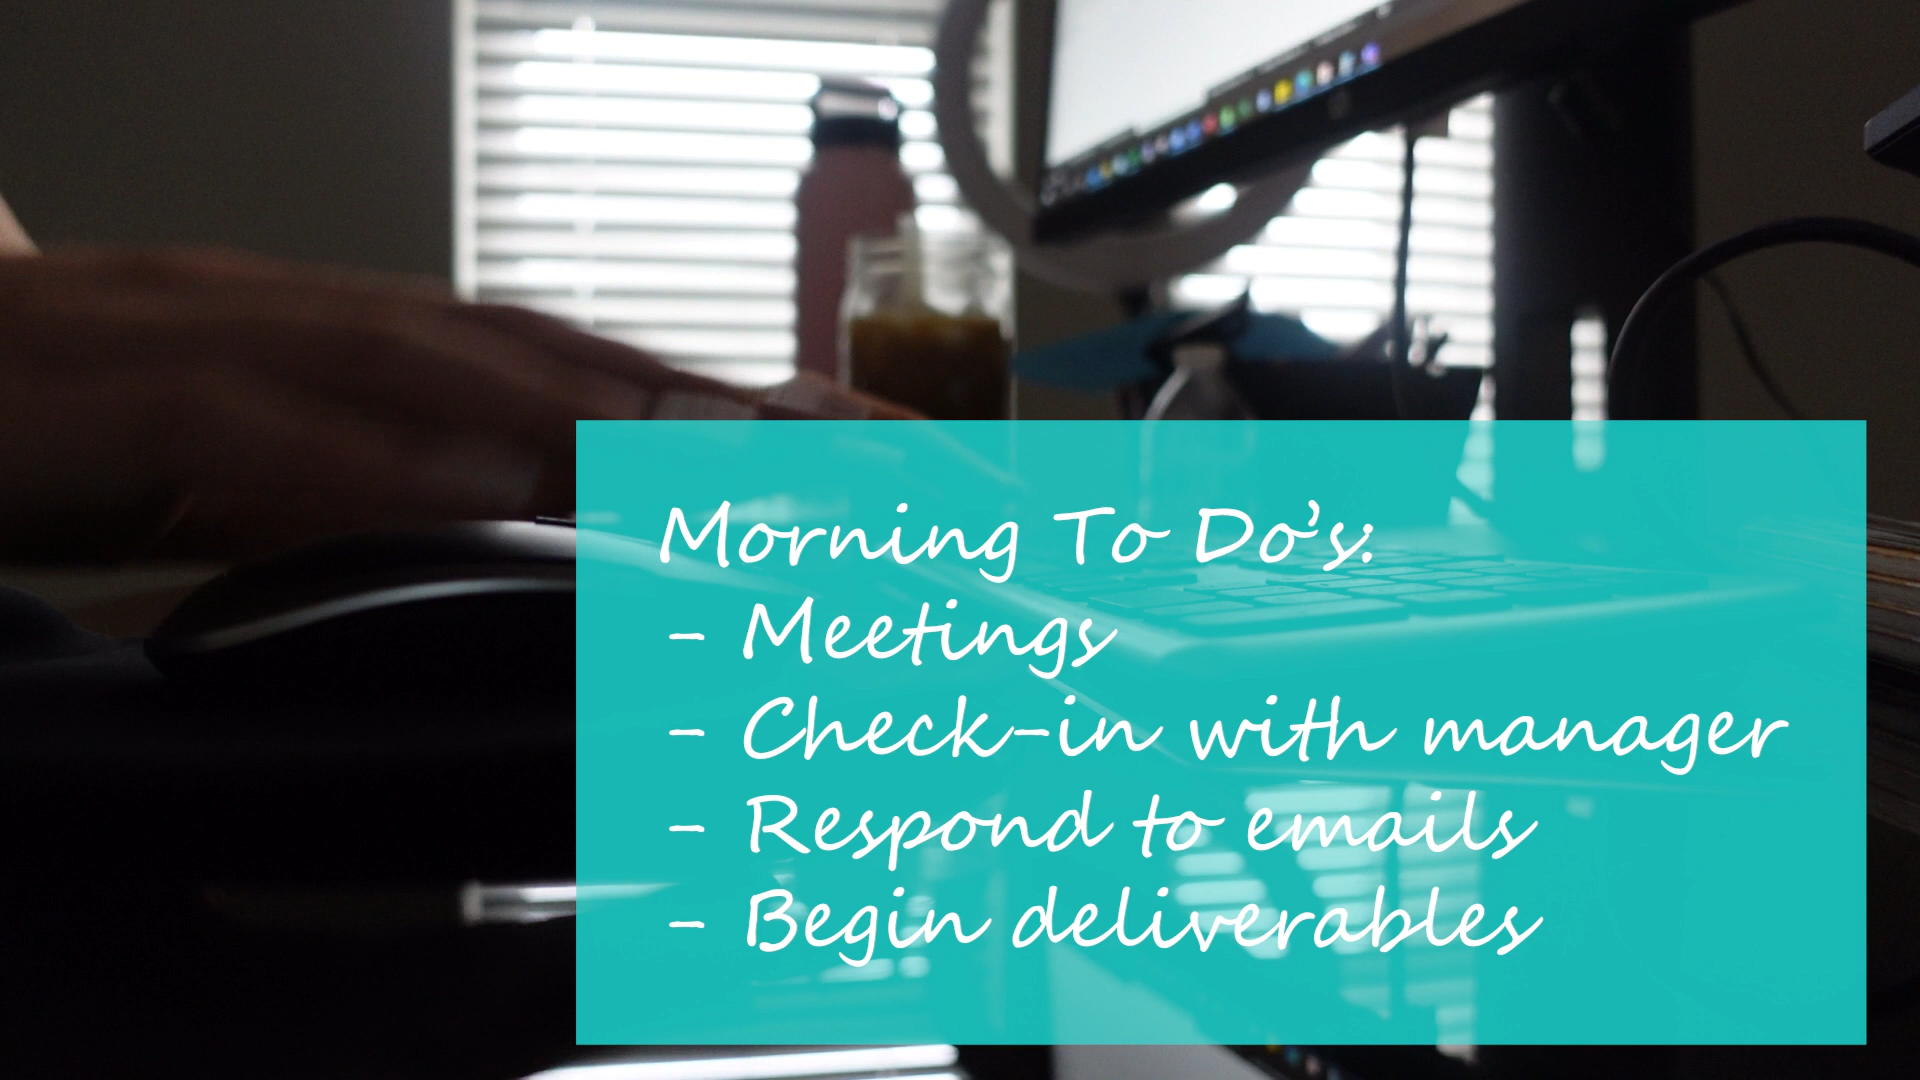 Morning To Do's:
- Meetings
- Check-in with manager
- Respond to emails
- Begin deliverables